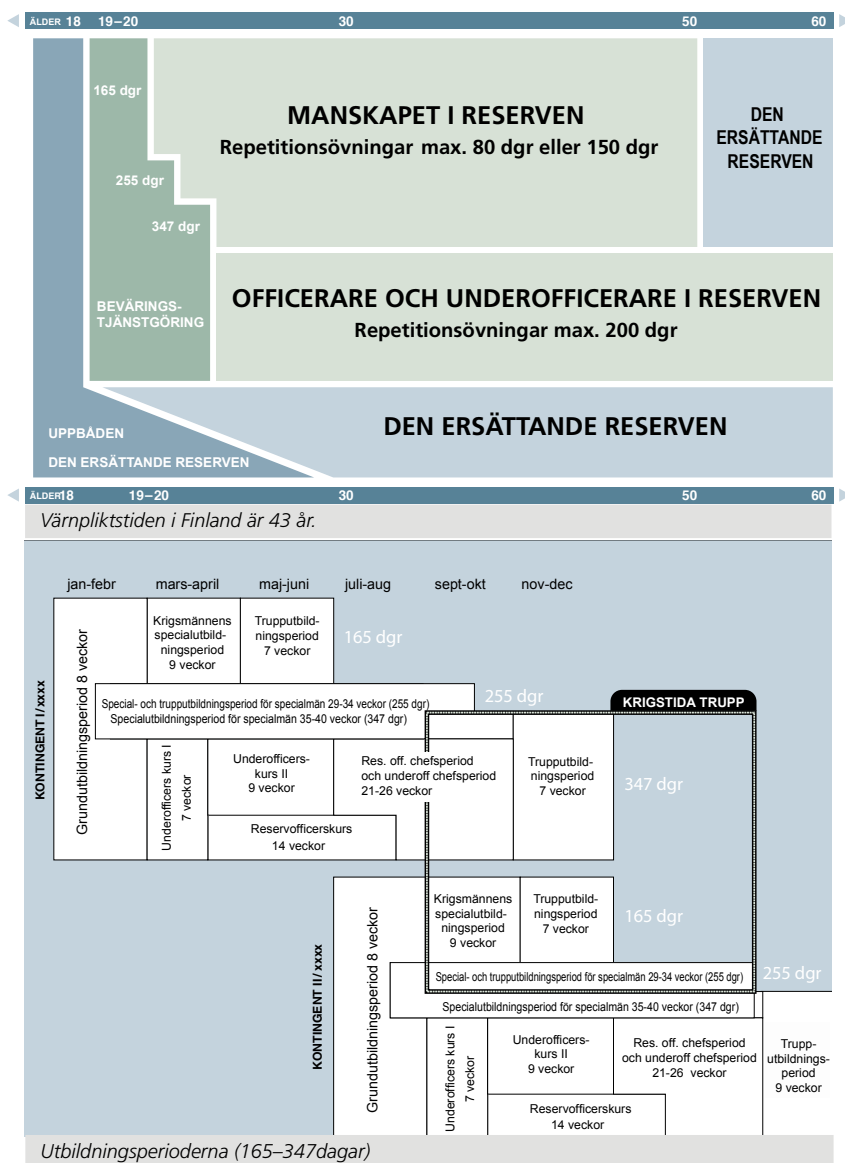 ÄLDER 18 19–20 30 50 60
165 dgr
255 dgr
347 dgr
BEVÄRINGS-
TJÄNSTGÖRING
MANSKAPET I RESERVEN
Repetitionsövningar max. 80 dgr eller 150 dgr
DEN
ERSÄTTANDE
RESERVEN
OFFICERARE OCH UNDEROFFICERARE I RESERVEN
Repetitionsövningar max. 200 dgr
UPPBÅDEN
DEN ERSÄTTANDE RESERVEN
DEN ERSÄTTANDE RESERVEN
ÄLDER18 19–20 30 50 60
Värnpliktstiden i Finland är 43 år.
jan-febr mars-april maj-juni juli-aug sept-okt nov-dec
KONTINGENT I/xxxx
Grundutbildningsperiod 8 veckor
Krigsmännens
specialutbild-
ningsperiod
9 veckor
Trupputbild-
ningsperiod
7 veckor
165 dgr
Special- och trupputbildningsperiod för specialmän 29-34 veckor (255 dgr)
Specialutbildningsperiod för specialmän 35-40 veckor (347 dgr)
255 dgr
KRIGSTIDA TRUPP
Underofficers kurs I
7 veckor
Underofficers-
kurs II
9 veckor
Reservofficerskurs
14 veckor
Res. off. chefsperiod
och underoff chefsperiod
21-26 veckor
Trupputbild-
ningsperiod
7 veckor
347 dgr
KONTINGENT II/xxxx
Grundutbildningsperiod 8 veckor
Krigsmännens
specialutbild-
ningsperiod
9 veckor
Trupputbild-
ningsperiod
7 veckor
165 dgr
Special- och trupputbildningsperiod för specialmän 29-34 veckor (255 dgr)
255 dgr
Specialutbildningsperiod för specialmän 35-40 veckor (347 dgr)
Underofficers kurs I
7 veckor
Underofficers-
kurs II
9 veckor
Reservofficerskurs
14 veckor
Res. off. chefsperiod
och underoff chefsperiod
21-26 veckor
Trupp-
utbildnings-
period
9 veckor
Utbildningsperioderna (165–347dagar)